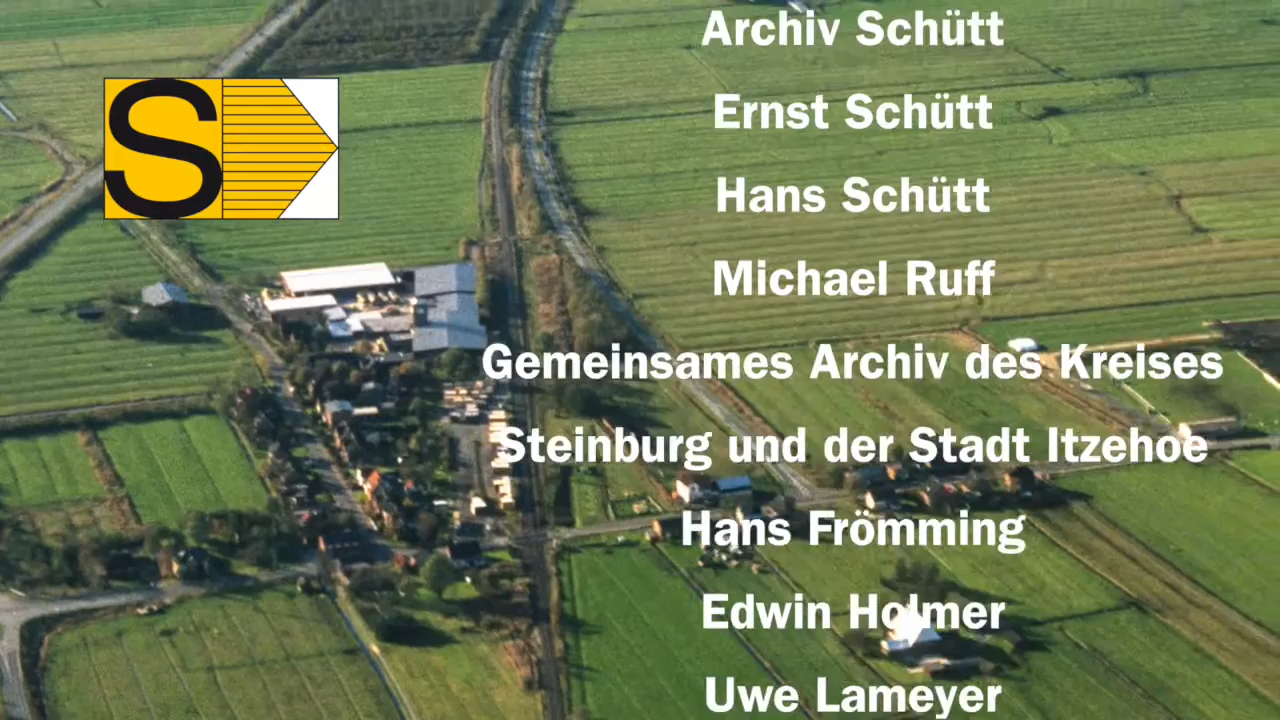 Archiv Schütt
S
Ernst Schütt
Hans Schütt
Michael Ruff
Gemeinsames Archiv des Kreises
Steinburg und der Stadt Itzehoe
Hans Frömming
Edwin Holmer
Uwe Lameyer